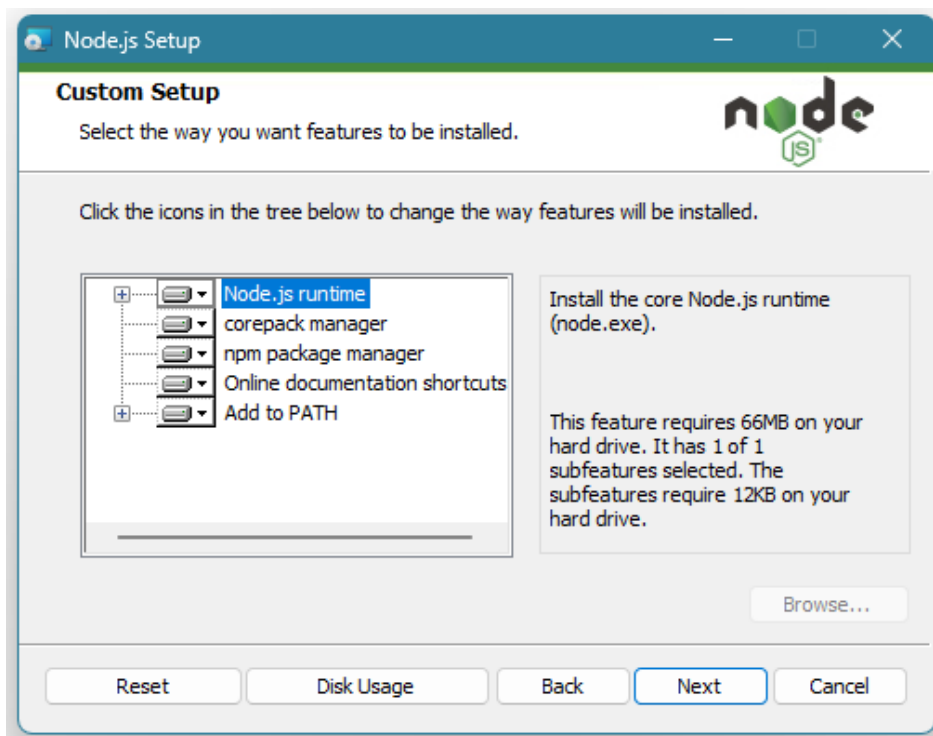 Node.js Setup
Custom Setup
Select the way you want features to be installed.
node
JS
Click the icons in the tree below to change the way features will be installed.
Node.js runtime
corepack manager
npm package manager
Online documentation shortcuts
Add to PATH
Install the core Node.js runtime
(node.exe).
This feature requires 66MB on your
hard drive. It has 1 of 1
subfeatures selected. The
subfeatures require 12KB on your
hard drive.
Browse...
Reset
Disk Usage
Back
Next
Cancel